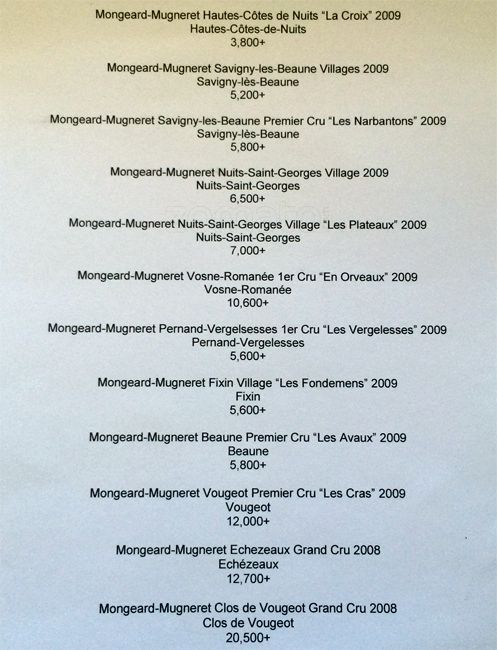 Mongeard-Mugneret Hautes-Côtes de Nuits “La Croix” 2009
Hautes-Côtes-de-Nuits
3,800+
Mongeard-Mugneret Savigny-les-Beaune Villages 2009
Savigny-lès-Beaune
5,200+
Mongeard-Mugneret Savigny-les-Beaune Premier Cru “Les Narbantons” 2009
Savigny-lès-Beaune
5,800+
Mongeard-Mugneret Nuits-Saint-Georges Village 2009
Nuits-Saint-Georges
6,500+
Mongeard-Mugneret Nuits-Saint-Georges Village “Les Plateaux” 2009
Nuits-Saint-Georges
7,000+
Mongeard-Mugneret Vosne-Romanée 1er Cru “En Orveaux” 2009
Vosne-Romanée
10,600+
Mongeard-Mugneret Pernand-Vergelsesses 1er Cru “Les Vergelesses” 2009
Pernand-Vergelesses
5,600+
Mongeard-Mugneret Fixin Village “Les Fondemens” 2009
Fixin
5,600+
Mongeard-Mugneret Beaune Premier Cru “Les Avaux” 2009
Beaune
5,800+
Mongeard-Mugneret Vougeot Premier Cru “Les Cras” 2009
Vougeot
12,000+
Mongeard-Mugneret Echezeaux Grand Cru 2008
Echézeaux
12,700+
Mongeard-Mugneret Clos de Vougeot Grand Cru 2008
Clos de Vougeot
20,500+